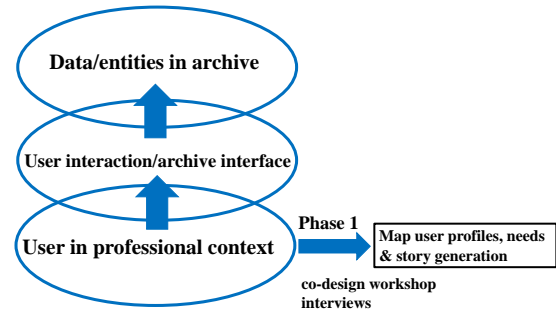 Data/entities in archive
User interaction/archive interface
User in professional context
Phase 1
Map user profiles, needs
& story generation
co-design workshop
interviews